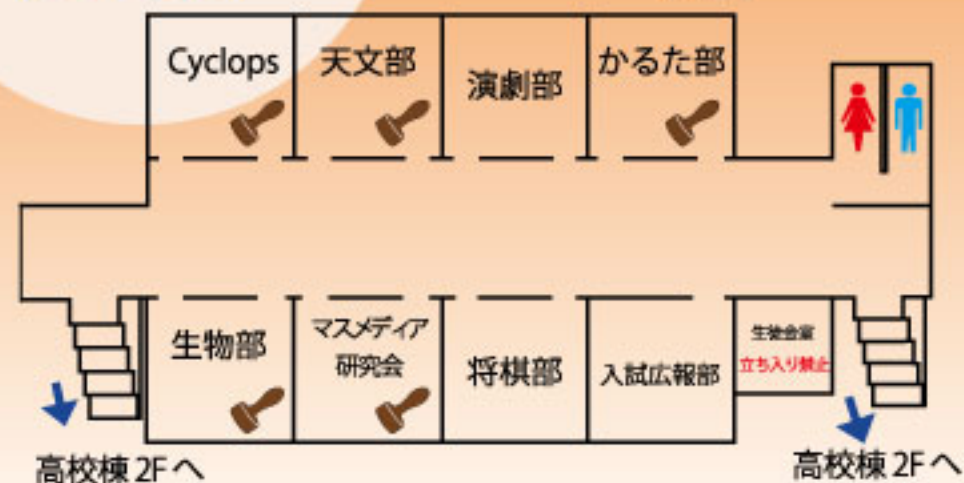 Cyclops
天文部
演劇部
かるた部
生物部
マスメディア
研究会
将棋部
入試広報部
生徒会室
立ち入り禁止
高校棟 2F へ
高校棟 2F へ